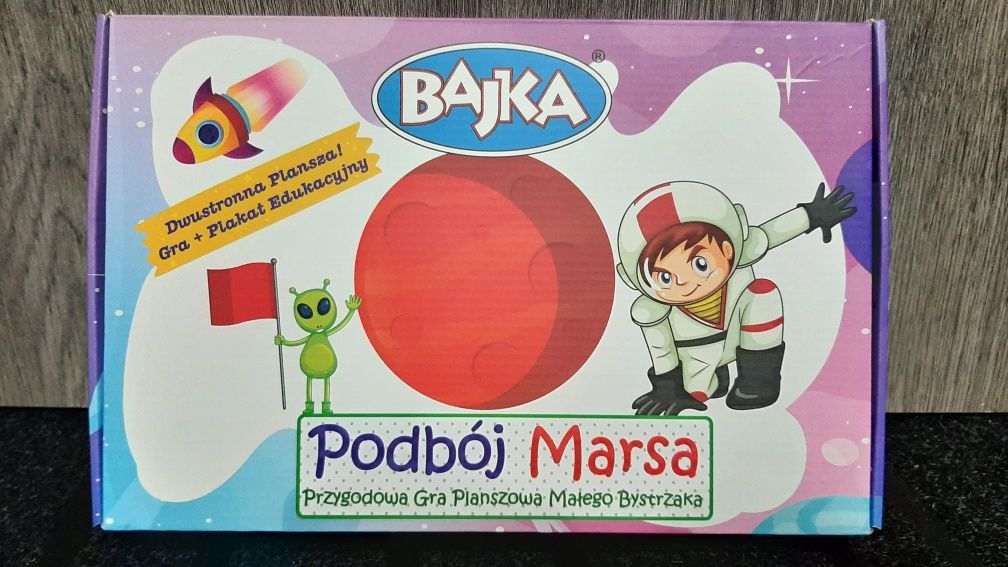 BAJKA ®
Dwustronna Plansza!
Gra + Plakat Edukacyjny
Podbój Marsa
Przygodowa Gra Planszowa Małego Bystrzaka